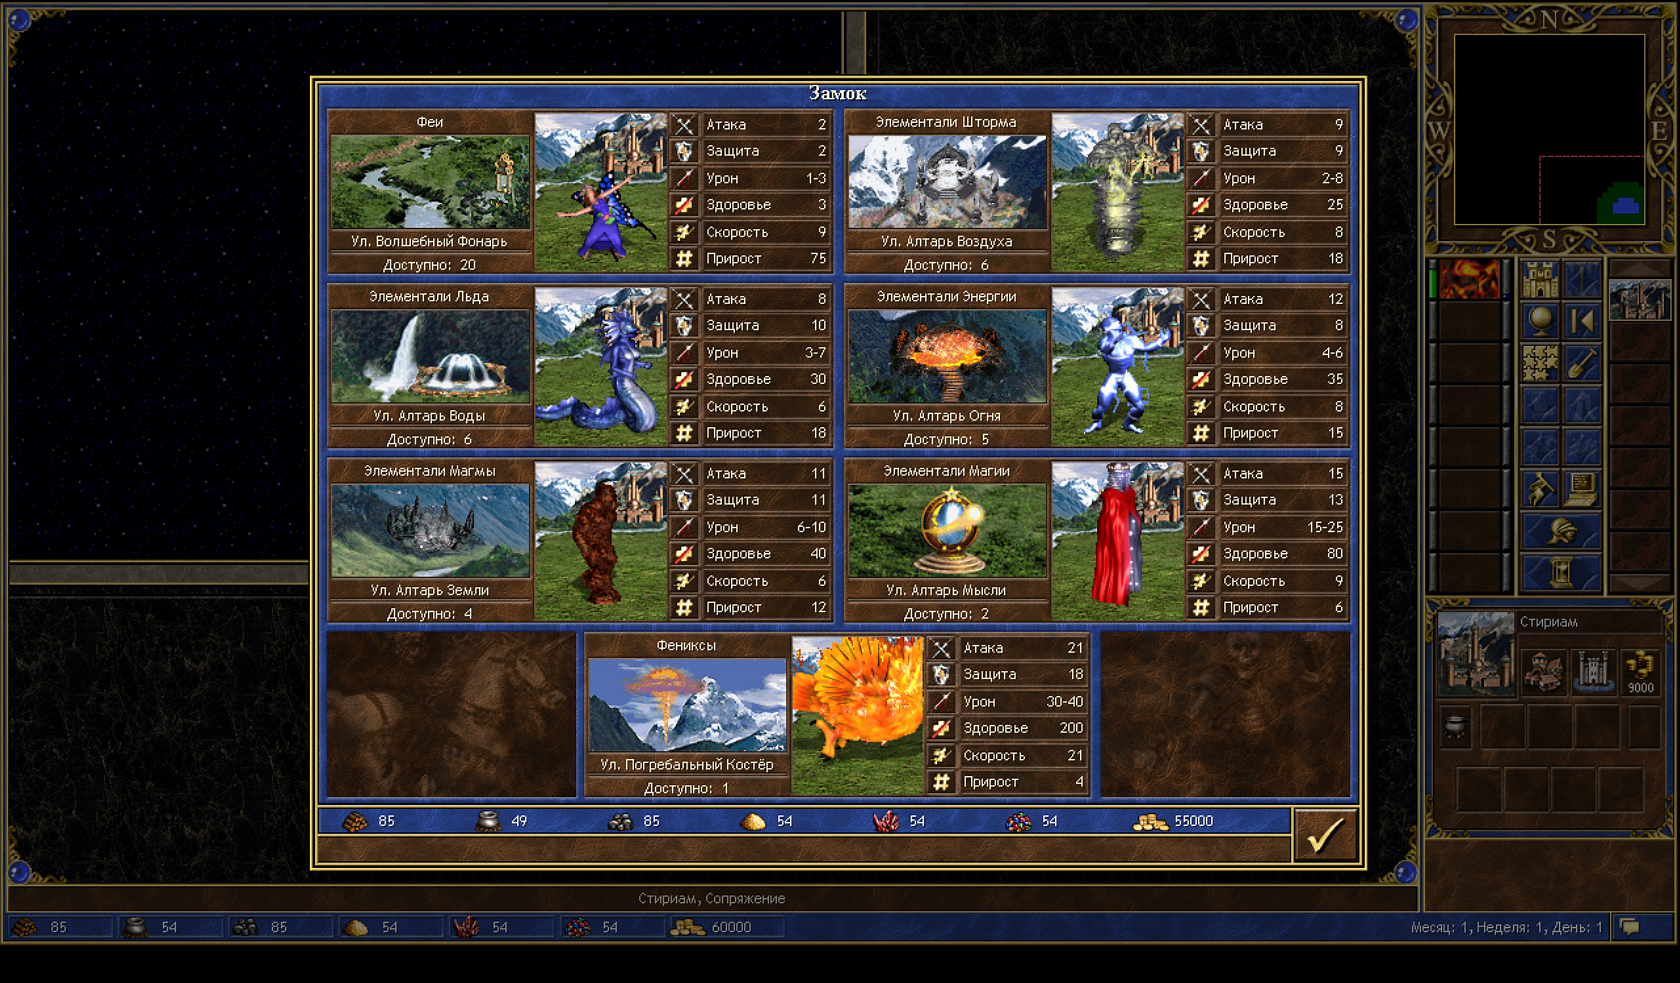 Замок
Феи
Ул. Волшебный Фонарь
Доступно: 20
Атака 2
Защита 2
Урон 1-3
Здоровье 3
Скорость 9
Прирост 75
Элементали Шторма
Ул. Алтарь Воздуха
Доступно: 6
Атака 9
Защита 9
Урон 2-8
Здоровье 25
Скорость 8
Прирост 18
Элементали Льда
Ул. Алтарь Воды
Доступно: 6
Атака 8
Защита 10
Урон 3-7
Здоровье 30
Скорость 6
Прирост 18
Элементали Энергии
Ул. Алтарь Огня
Доступно: 5
Атака 12
Защита 8
Урон 4-6
Здоровье 35
Скорость 8
Прирост 15
Элементали Магмы
Ул. Алтарь Земли
Доступно: 4
Атака 11
Защита 11
Урон 6-10
Здоровье 40
Скорость 6
Прирост 12
Элементали Магии
Ул. Алтарь Мысли
Доступно: 2
Атака 15
Защита 13
Урон 15-25
Здоровье 80
Скорость 9
Прирост 6
Фениксы
Ул. Погребальный Костёр
Доступно: 1
Атака 21
Защита 18
Урон 30-40
Здоровье 200
Скорость 21
Прирост 4
85 49 85 54 54 54 55000
N
W E
S
Стириам
9000
Стириам, Сопряжение
85 54 85 54 54 54 60000
Месяц: 1, Неделя: 1, День: 1